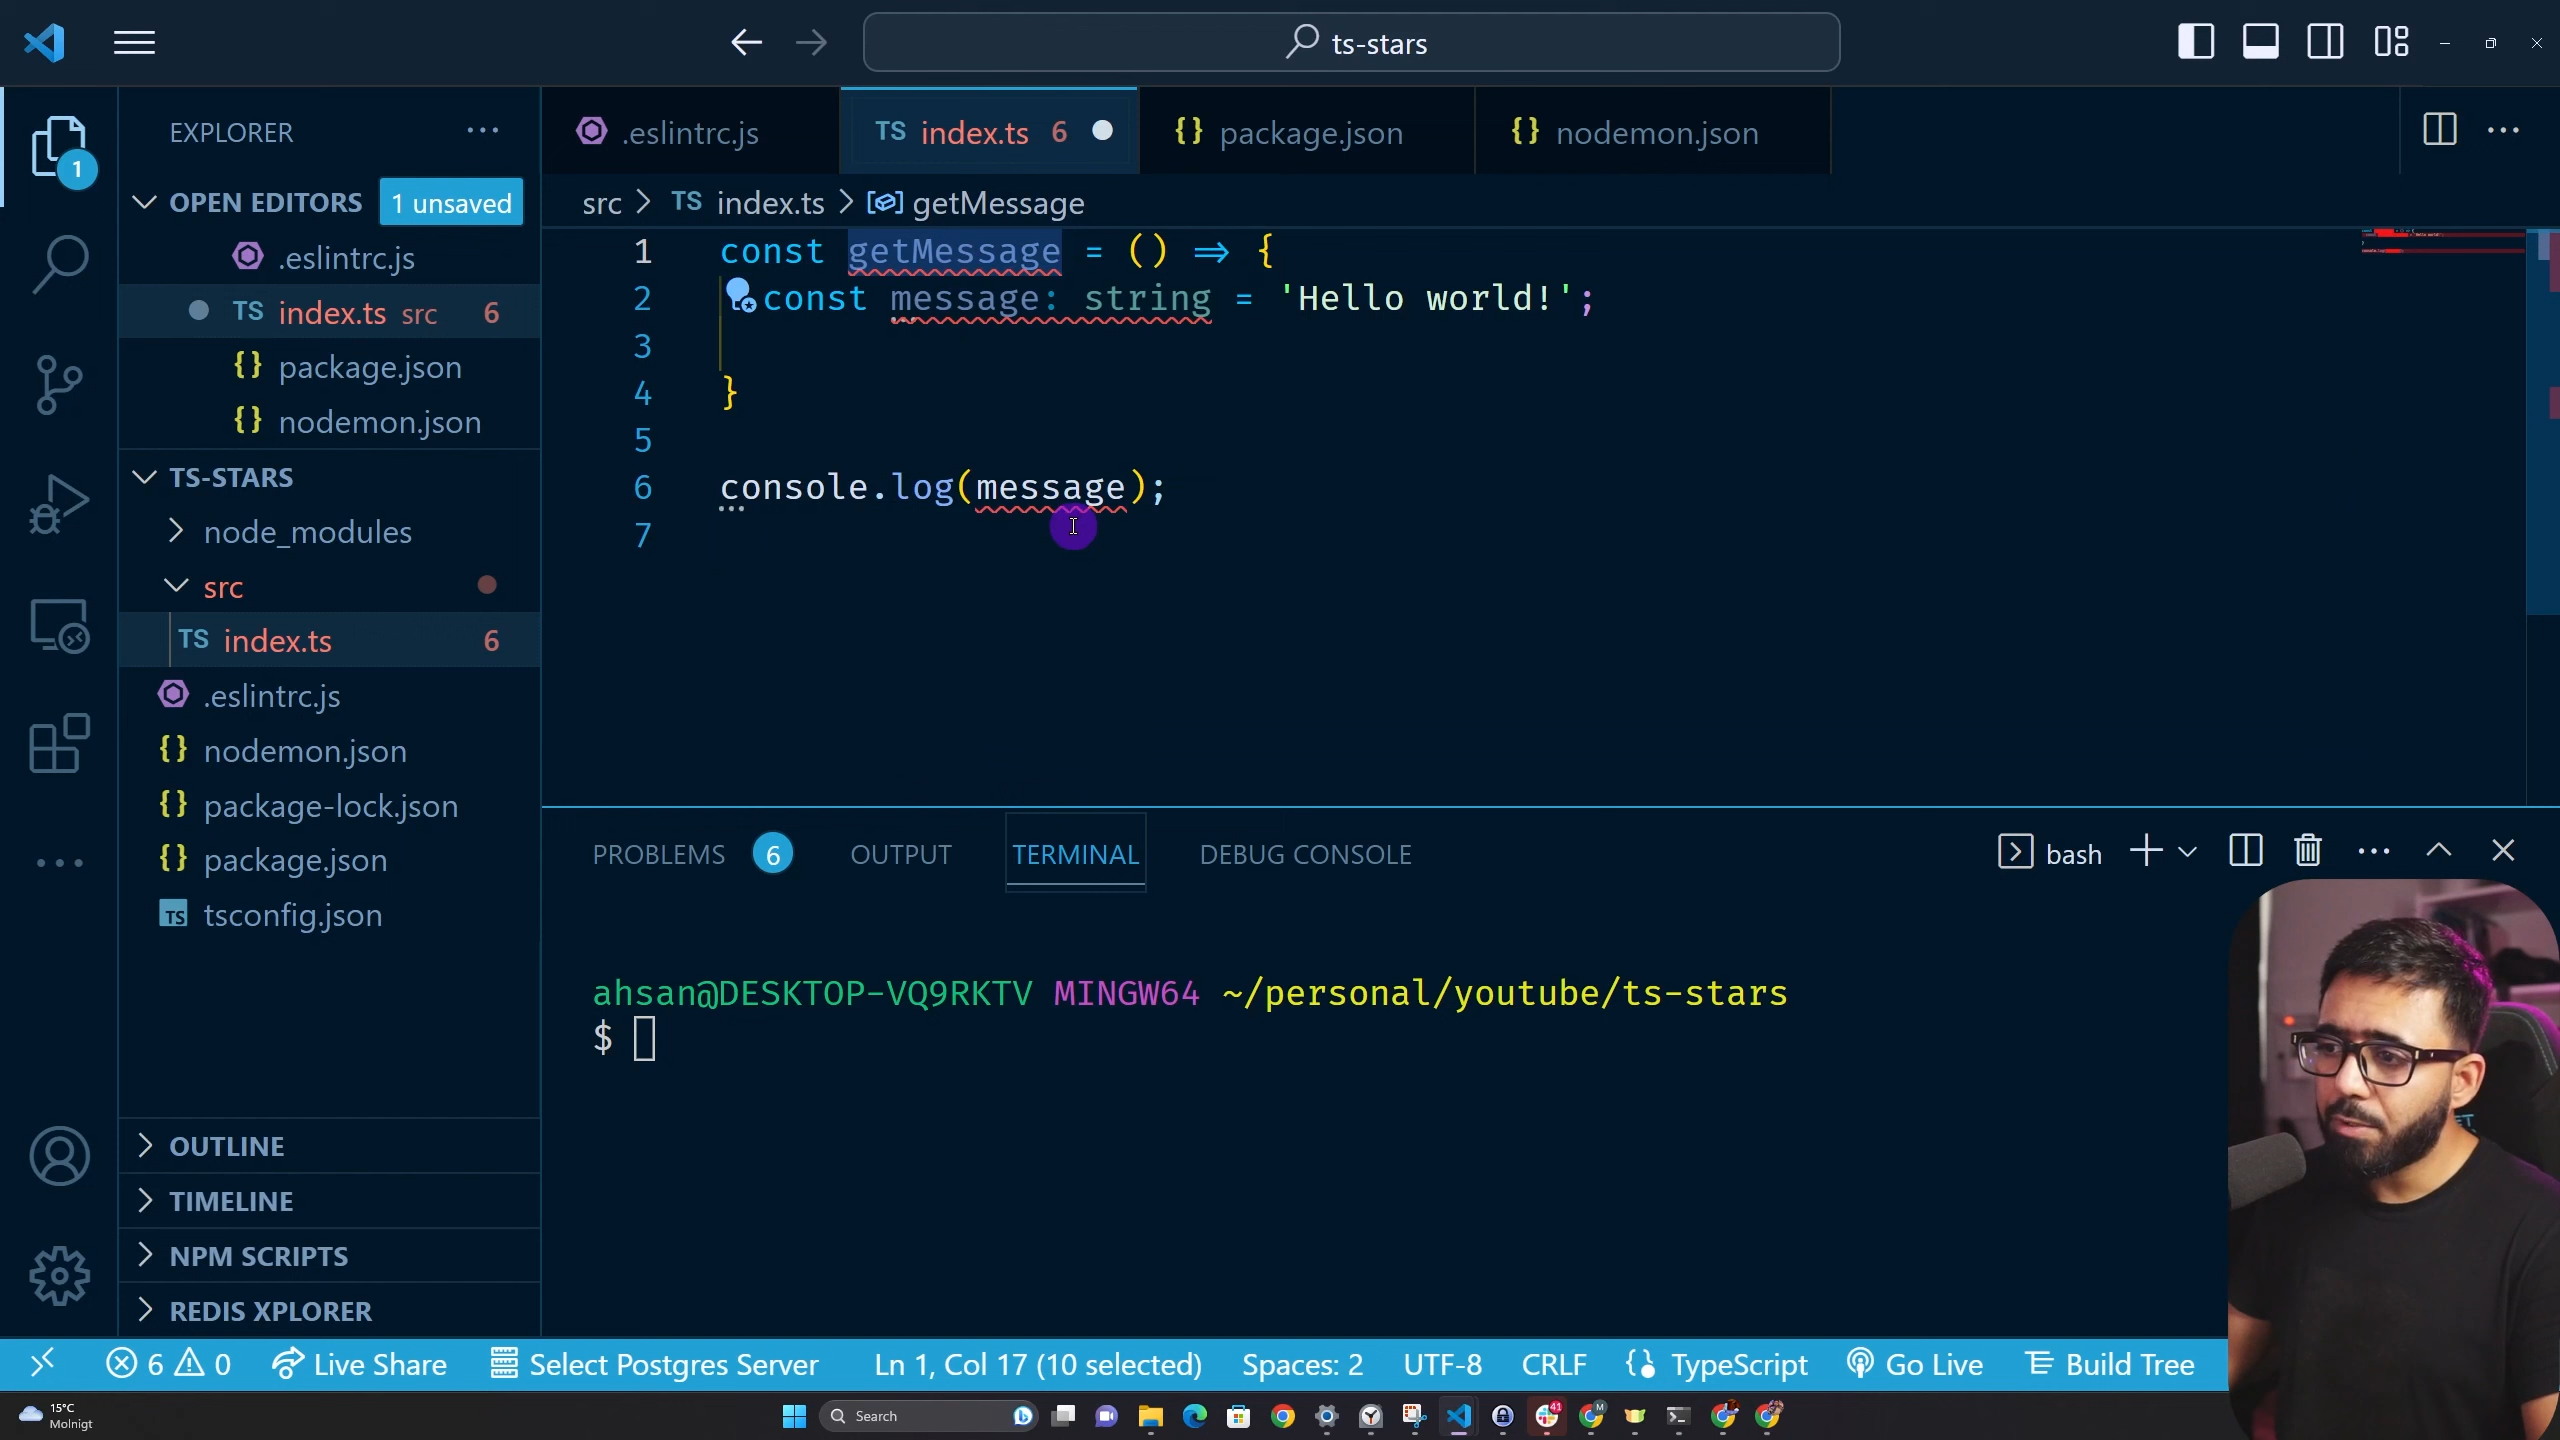 ts-stars
EXPLORER
.eslintrc.js
TS index.ts 6
{} package.json
{} nodemon.json
1
OPEN EDITORS
1 unsaved
src > TS index.ts > getMessage
.eslintrc.js
TS index.ts src 6
{} package.json
{} nodemon.json
1 const getMessage = () => {
2 const message: string = 'Hello world!';
3
4 }
5
6 console.log(message);
7
TS-STARS
node_modules
src
TS index.ts 6
.eslintrc.js
{} nodemon.json
{} package-lock.json
{} package.json
TS tsconfig.json
PROBLEMS 6 OUTPUT TERMINAL DEBUG CONSOLE
bash
ahsan@DESKTOP-VQ9RKTV MINGW64 ~/personal/youtube/ts-stars
$
OUTLINE
TIMELINE
NPM SCRIPTS
REDIS XPLORER
6 0 Live Share Select Postgres Server Ln 1, Col 17 (10 selected) Spaces: 2 UTF-8 CRLF {} TypeScript Go Live Build Tree
15°C
Molnigt
Search
41
M